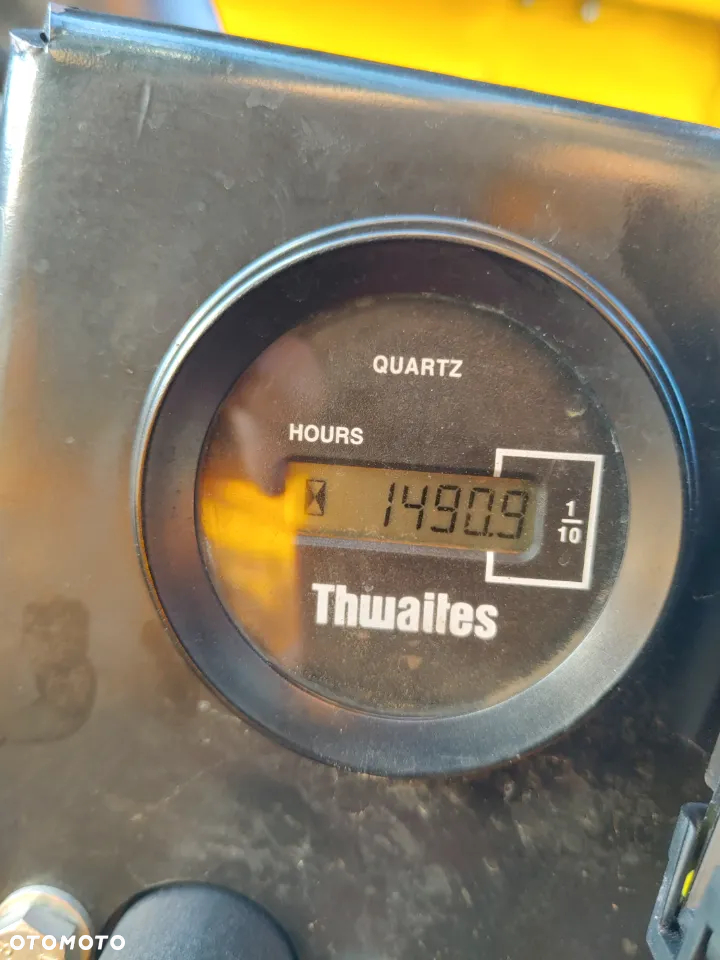 QUARTZ
HOURS
1490.9
1
10
Thwaites
OTOMOTO